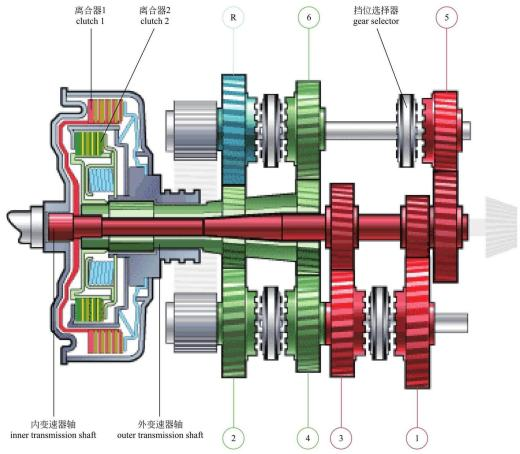 离合器1
clutch 1
离合器2
clutch 2
R
6
挡位选择器
gear selector
5
内变速器轴
inner transmission shaft
外变速器轴
outer transmission shaft
2
4
3
1